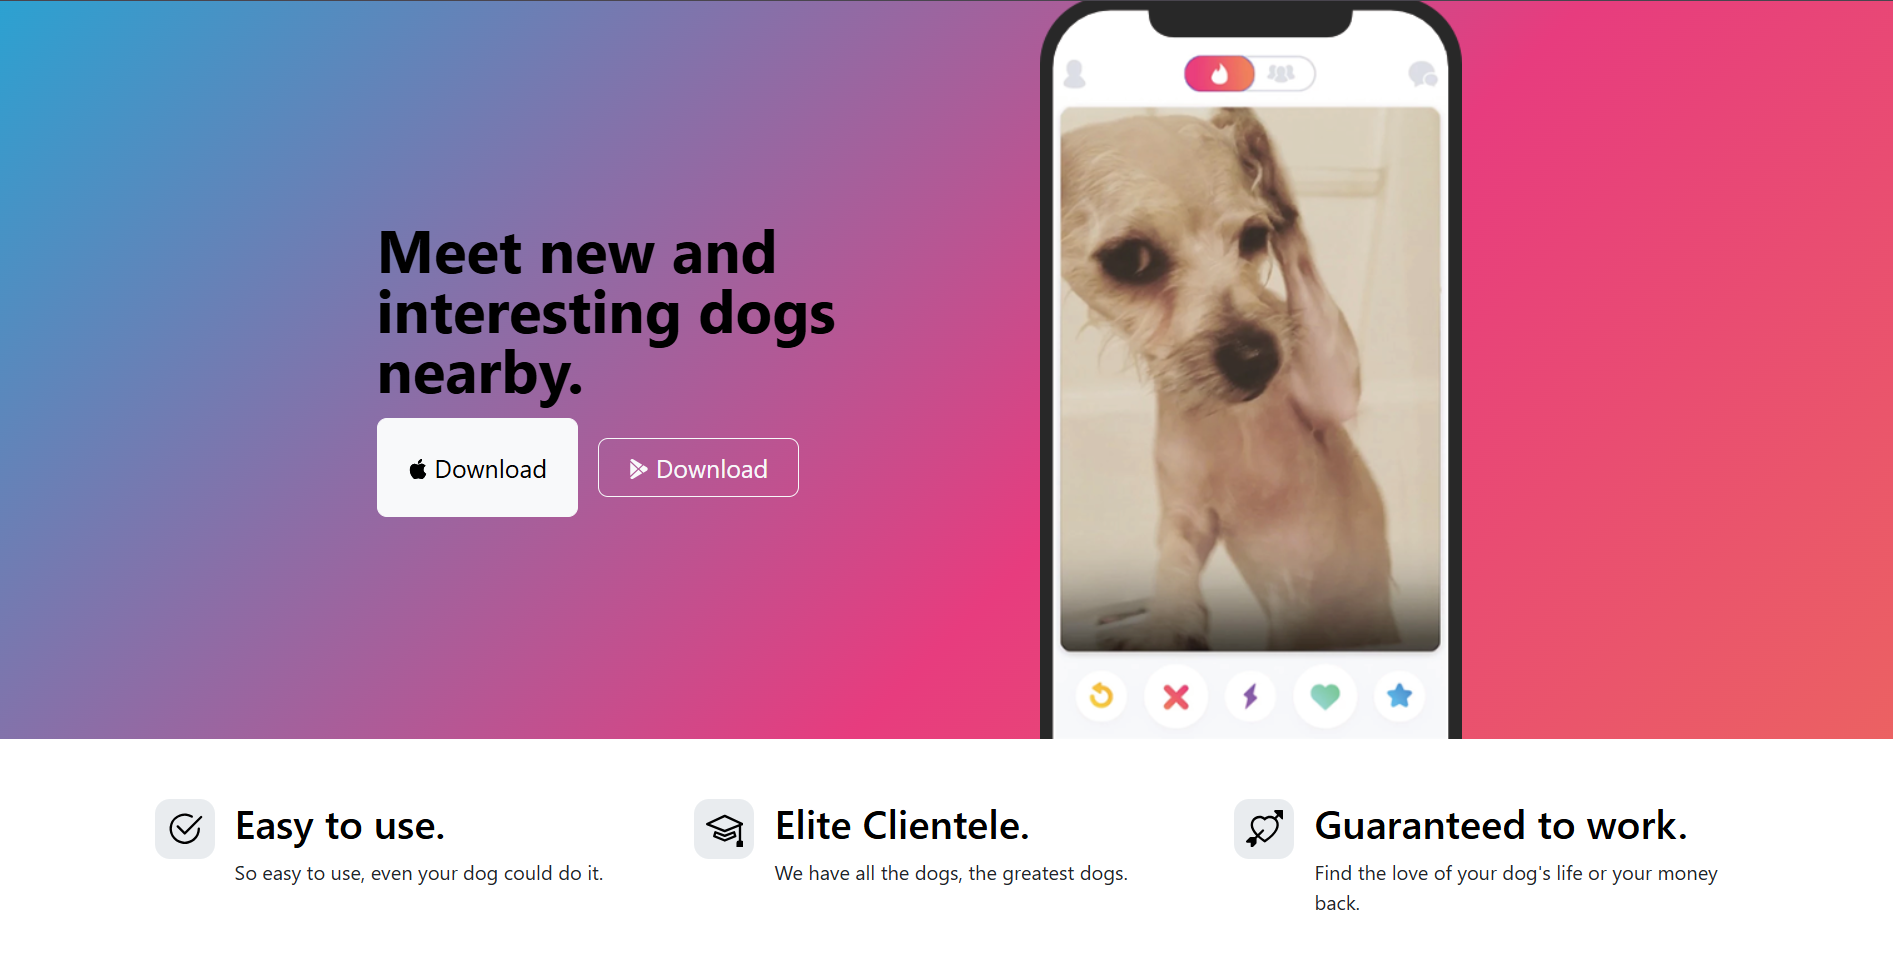 Meet new and
interesting dogs
nearby.
Download
Download
Easy to use.
So easy to use, even your dog could do it.
Elite Clientele.
We have all the dogs, the greatest dogs.
Guaranteed to work.
Find the love of your dog's life or your money
back.